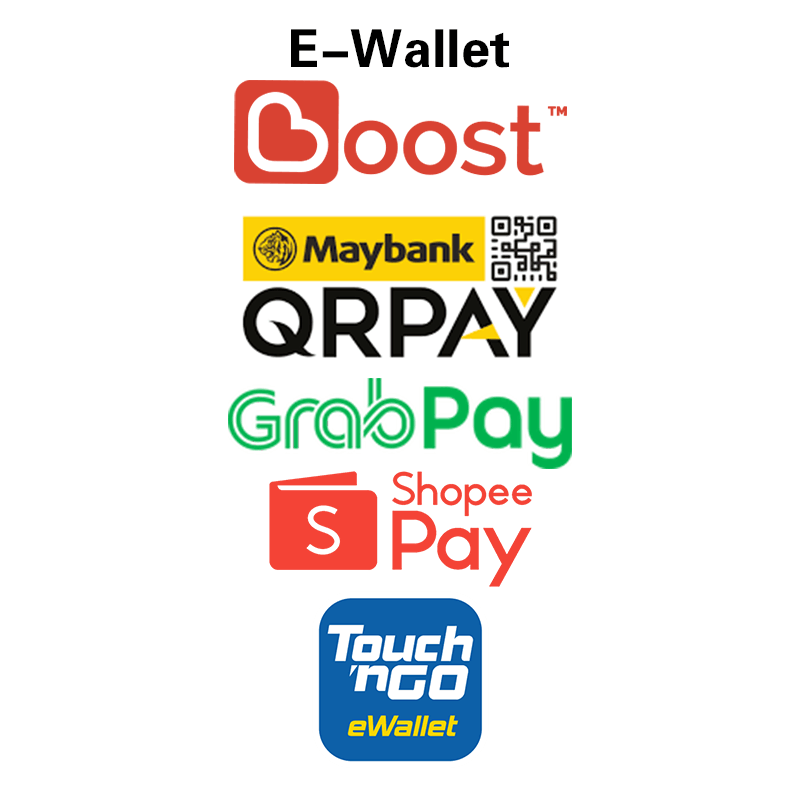 E-Wallet
Boost™
Maybank
QRPAY
GrabPay
S
Shopee
Pay
Touch
'nGO
eWallet